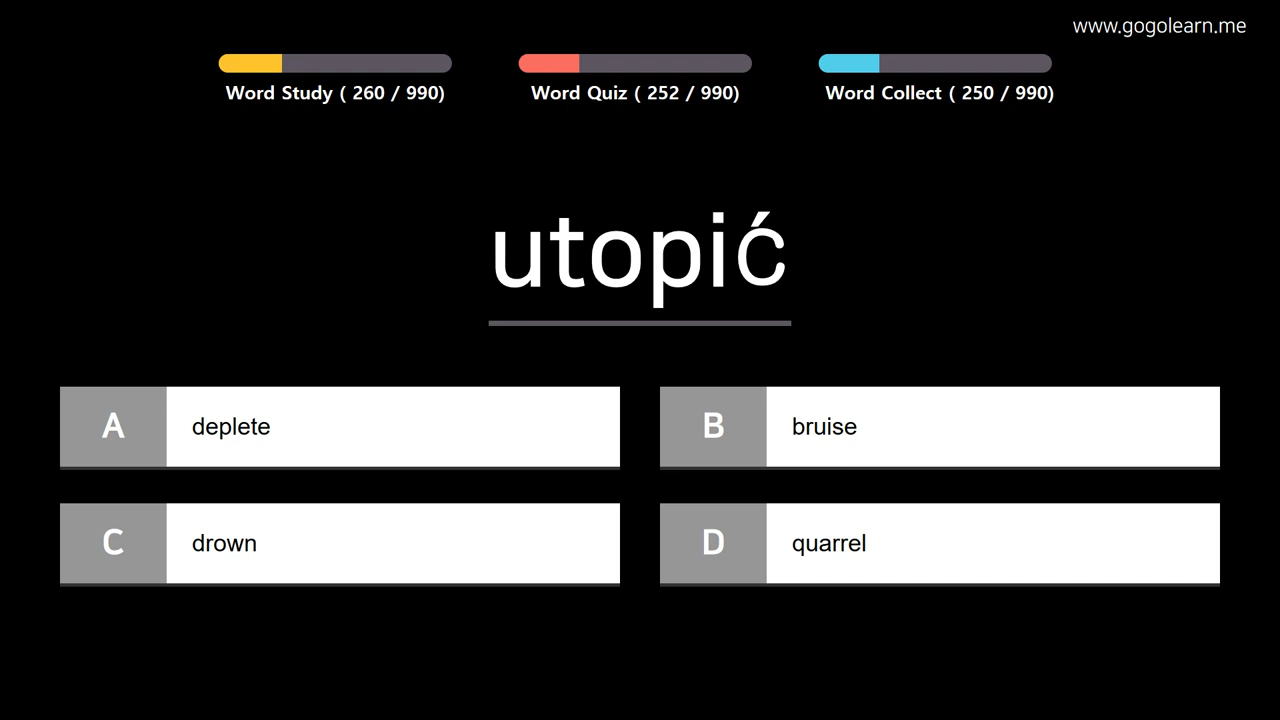 www.gogolearn.me
Word Study ( 260 / 990)
Word Quiz ( 252 / 990)
Word Collect ( 250 / 990)
utopić
A deplete
B bruise
C drown
D quarrel